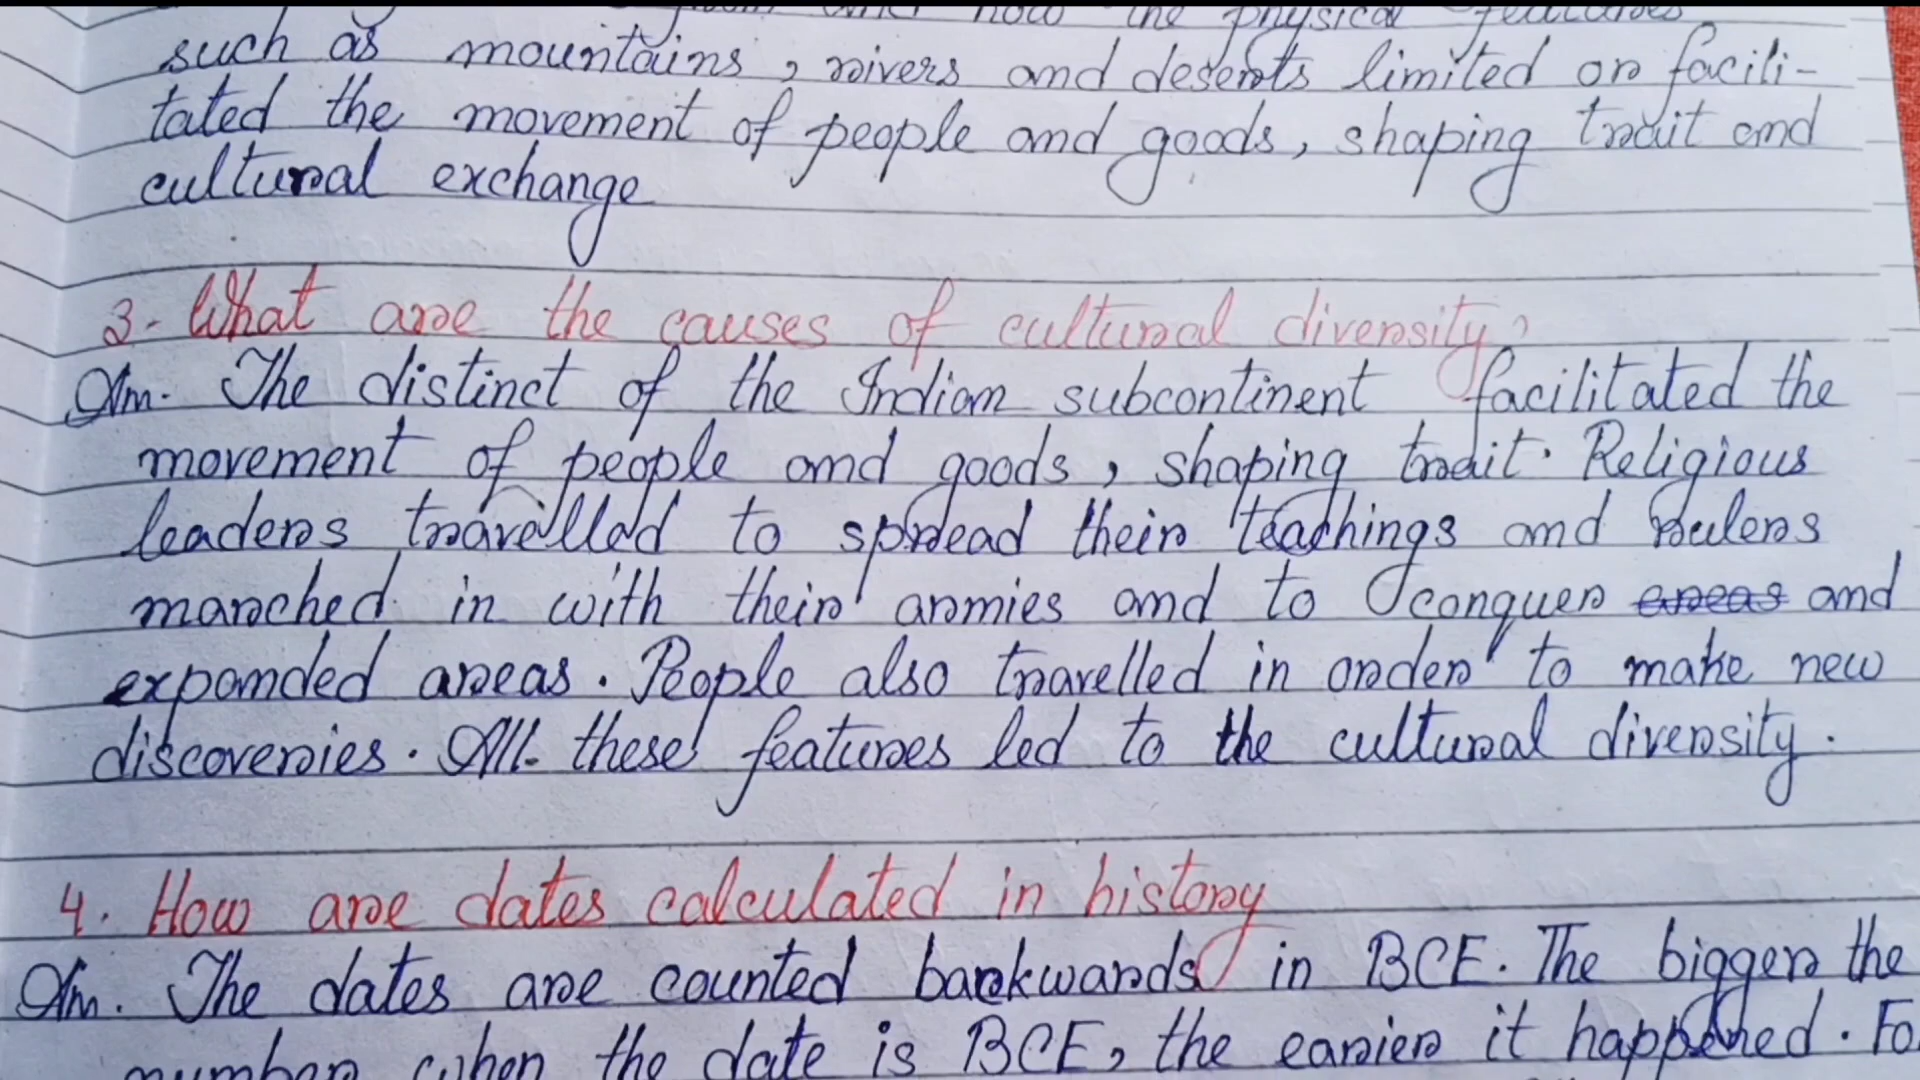 how the physical features
such as mountains, rivers and deserts limited or facili-
tated the movement of people and goods, shaping trait and
cultural exchange
3. What are the causes of cultural diversity?
Ans. The distinct of the Indian subcontinent facilitated the
movement of people and goods, shaping trait. Religious
leaders travelled to spread their teachings and rulers
marched in with their armies and to conquer areas and
expanded areas. People also travelled in order to make new
discoveries. All these features led to the cultural diversity.
4. How are dates calculated in history
Ans. The dates are counted backwards in BCE. The bigger the
number when the date is BCE, the earier it happened. Fo